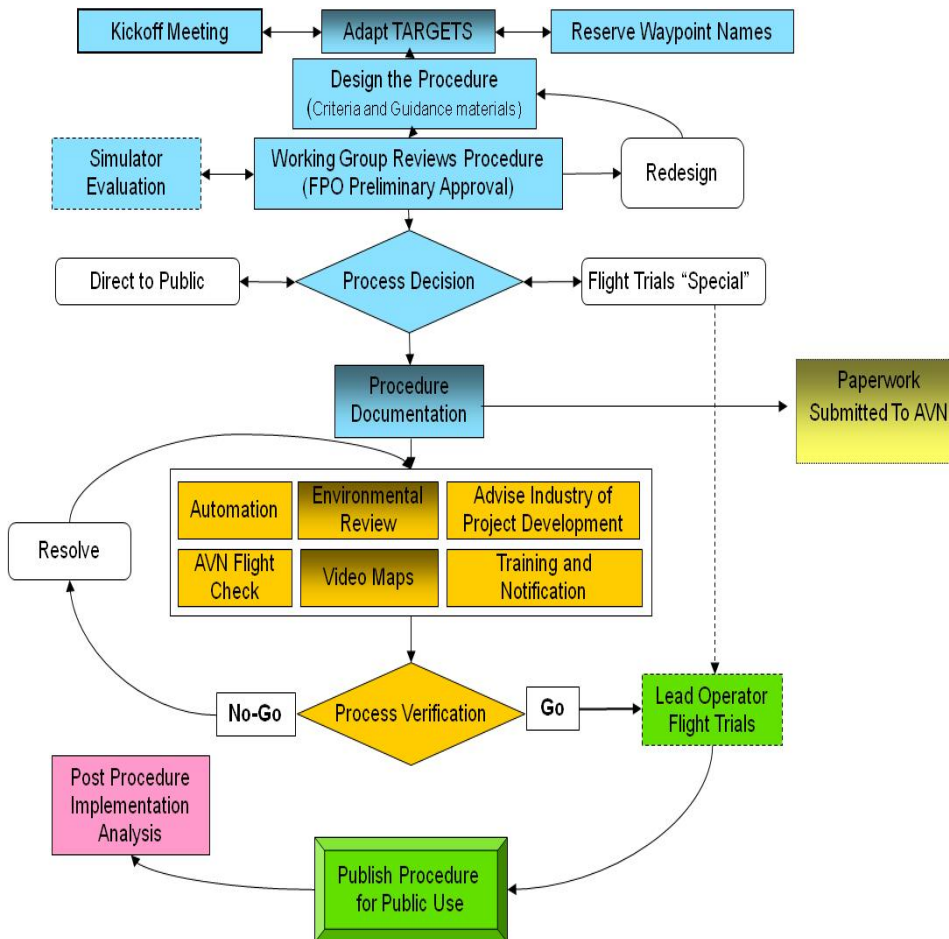 Kickoff Meeting
Adapt TARGETS
Reserve Waypoint Names
Design the Procedure
(Criteria and Guidance materials)
Simulator
Evaluation
Working Group Reviews Procedure
(FPO Preliminary Approval)
Redesign
Direct to Public
Process Decision
Flight Trials “Special”
Procedure
Documentation
Paperwork
Submitted To AVN
Automation
Environmental
Review
Advise Industry of
Project Development
Resolve
AVN Flight
Check
Video Maps
Training and
Notification
No-Go
Process Verification
Go
Lead Operator
Flight Trials
Post Procedure
Implementation
Analysis
Publish Procedure
for Public Use